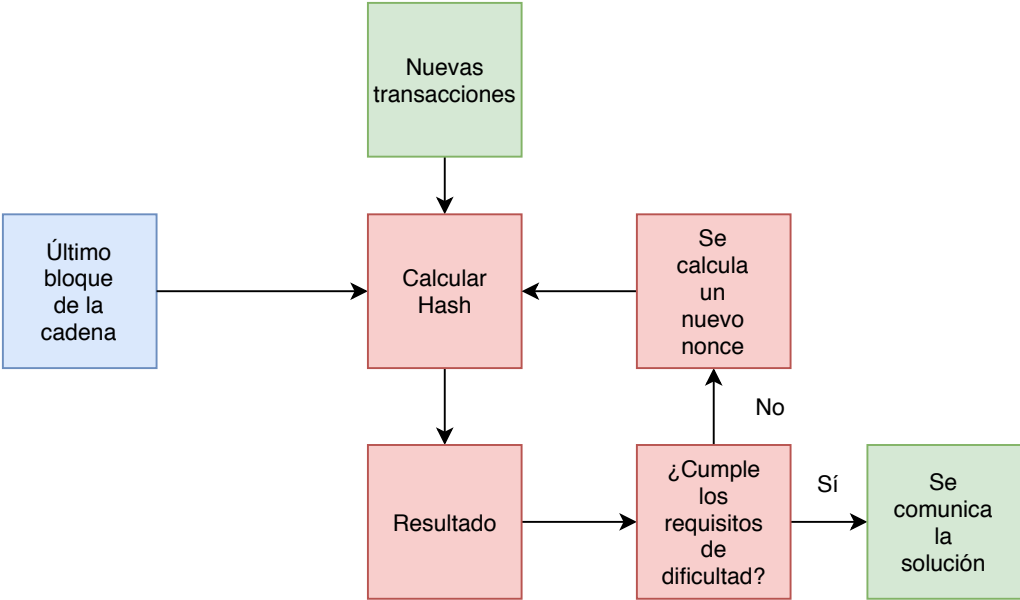 Nuevas
transacciones
Último
bloque
de la
cadena
Calcular
Hash
Se
calcula
un
nuevo
nonce
No
Resultado
¿Cumple
los
requisitos
de
dificultad?
Sí
Se
comunica
la
solución